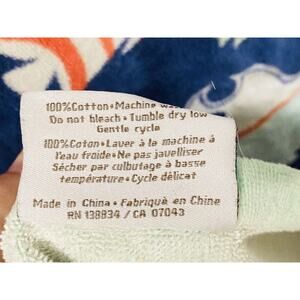 100%Cotton•Machine
Do not bleach•Tumble dry low
Gentle cycle
100%Coton•Laver à la machine à
l'eau froide•Ne pas javelliser
Sécher par culbutage à basse
température•Cycle délicat
Made in China•Fabriqué en Chine
RN 138834 / CA 07043